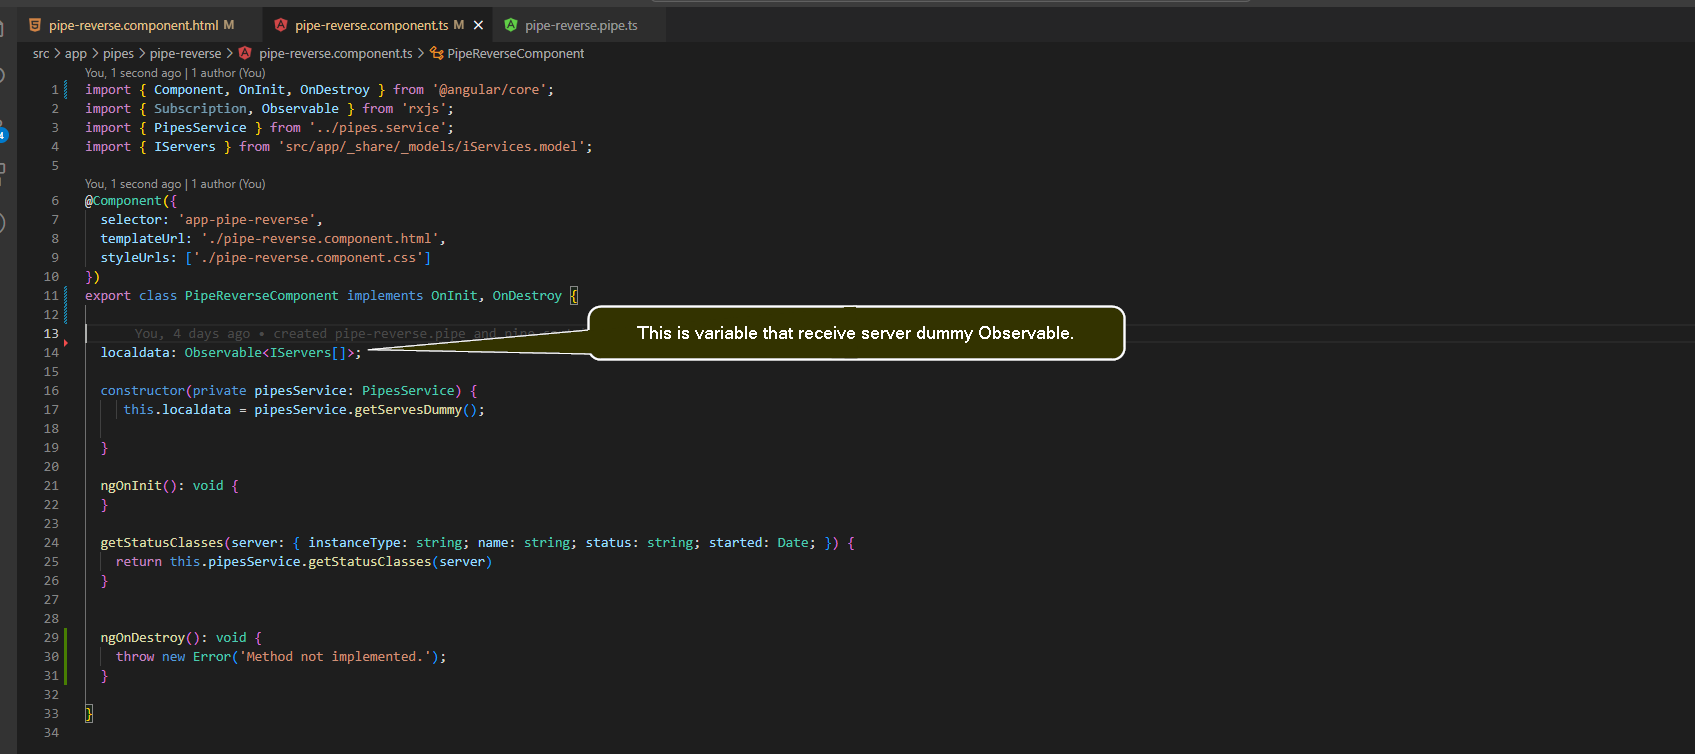 pipe-reverse.component.html M pipe-reverse.component.ts M pipe-reverse.pipe.ts
src > app > pipes > pipe-reverse > pipe-reverse.component.ts > PipeReverseComponent
You, 1 second ago | 1 author (You)
1 import { Component, OnInit, OnDestroy } from '@angular/core';
2 import { Subscription, Observable } from 'rxjs';
3 import { PipesService } from '../pipes.service';
4 import { IServers } from 'src/app/_share/_models/iServices.model';
5
You, 1 second ago | 1 author (You)
6 @Component({
7 selector: 'app-pipe-reverse',
8 templateUrl: './pipe-reverse.component.html',
9 styleUrls: ['./pipe-reverse.component.css']
10 })
11 export class PipeReverseComponent implements OnInit, OnDestroy {
12
13 You, 4 days ago • created pipe-reverse.pipe and
This is variable that receive server dummy Observable.
14 localdata: Observable<IServers[]>;
15
16 constructor(private pipesService: PipesService) {
17 this.localdata = pipesService.getServesDummy();
18
19 }
20
21 ngOnInit(): void {
22 }
23
24 getStatusClasses(server: { instanceType: string; name: string; status: string; started: Date; }) {
25 return this.pipesService.getStatusClasses(server)
26 }
27
28
29 ngOnDestroy(): void {
30 throw new Error('Method not implemented.');
31 }
32
33 }
34